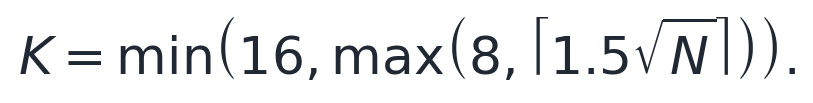 K = min(16, max(8, ⌈1.5√N⌉)).